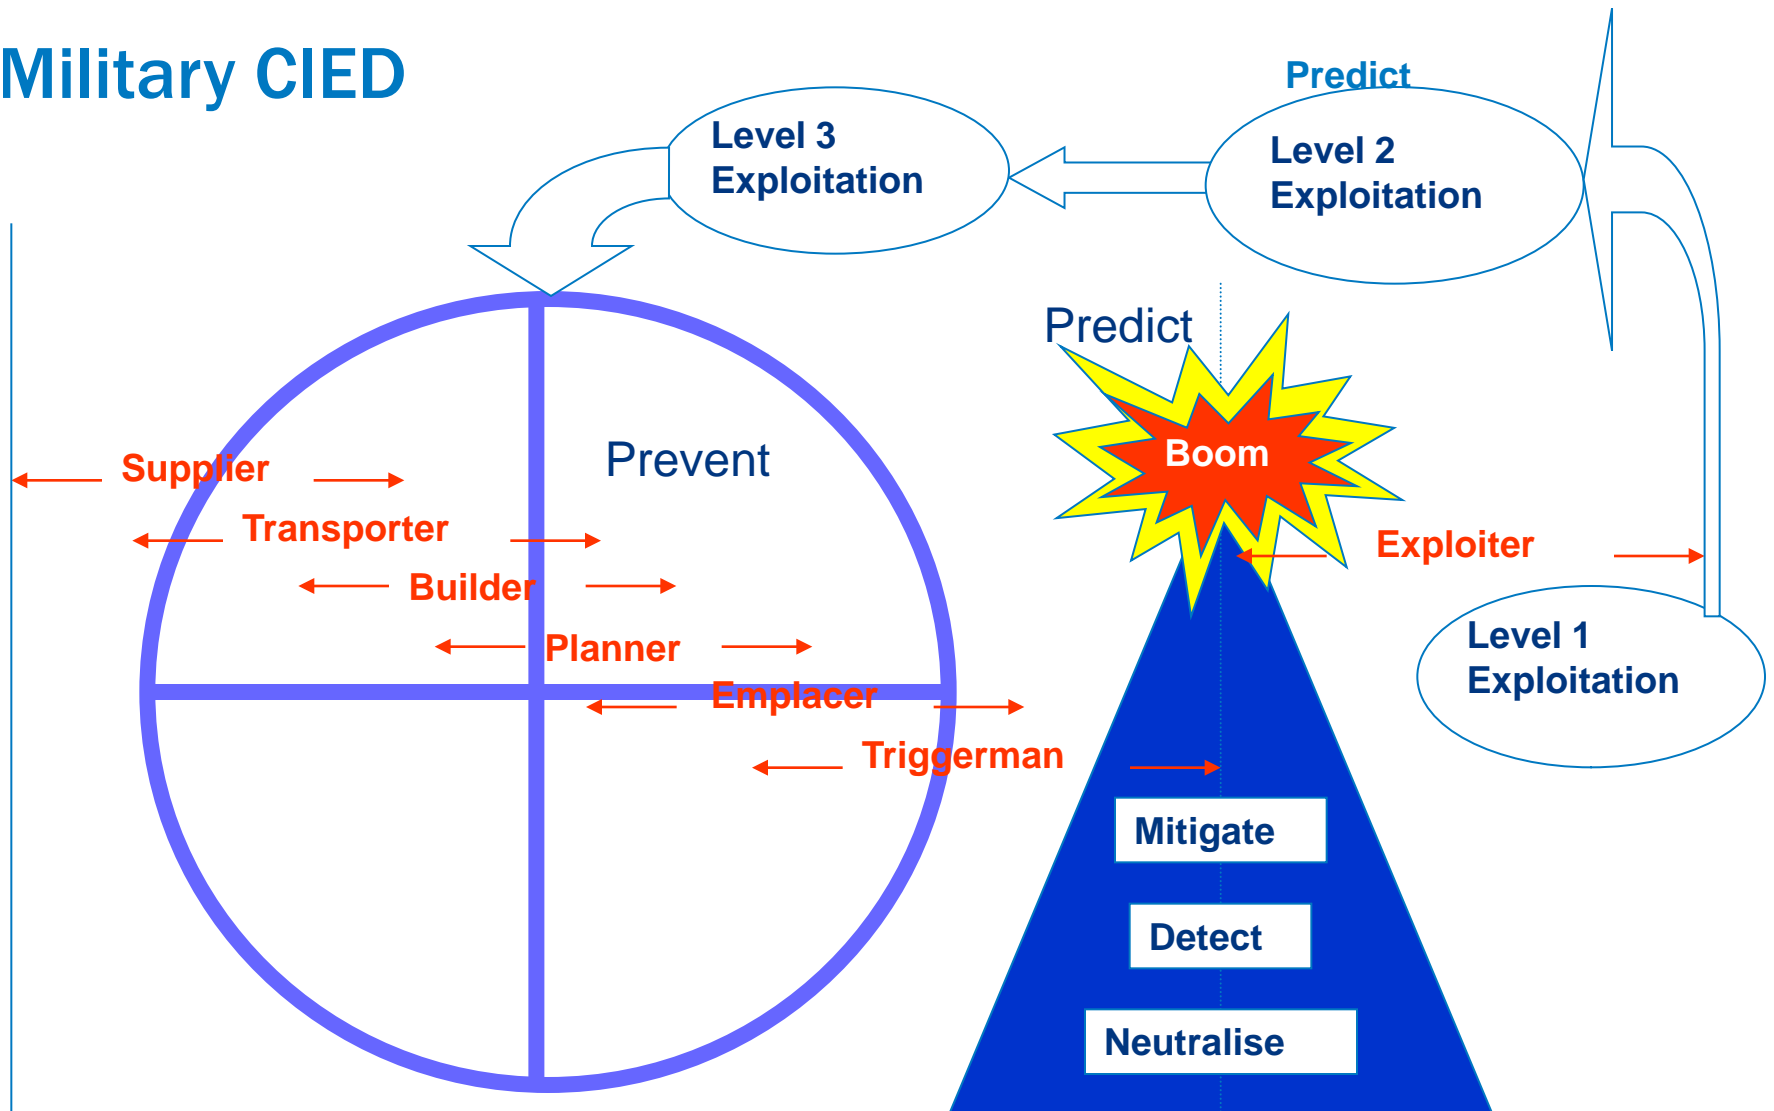 Military CIED
Predict
Level 3
Exploitation
Level 2
Exploitation
Predict
Prevent
Boom
Supplier
Transporter
Exploiter
Builder
Planner
Level 1
Exploitation
Emplacer
Triggerman
Mitigate
Detect
Neutralise